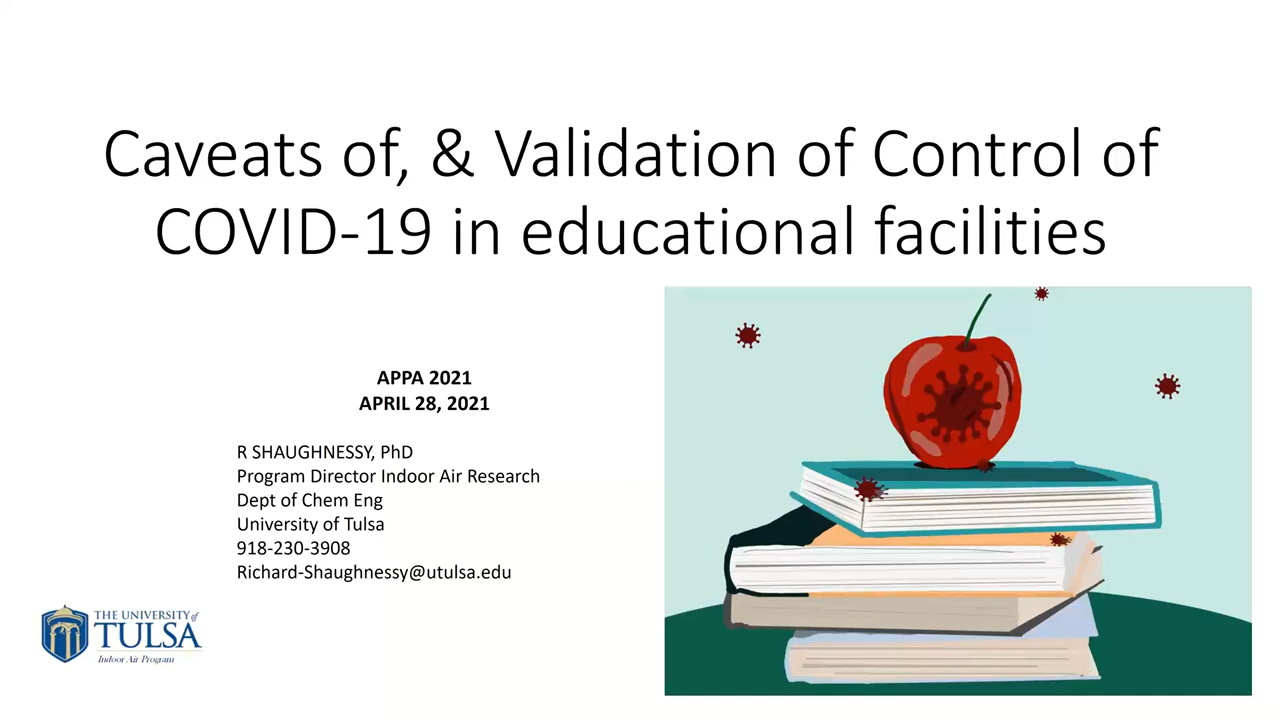 Caveats of, & Validation of Control of
COVID-19 in educational facilities
APPA 2021
APRIL 28, 2021
R SHAUGHNESSY, PhD
Program Director Indoor Air Research
Dept of Chem Eng
University of Tulsa
918-230-3908
Richard-Shaughnessy@utulsa.edu
THE UNIVERSITY of
TULSA
Indoor Air Program